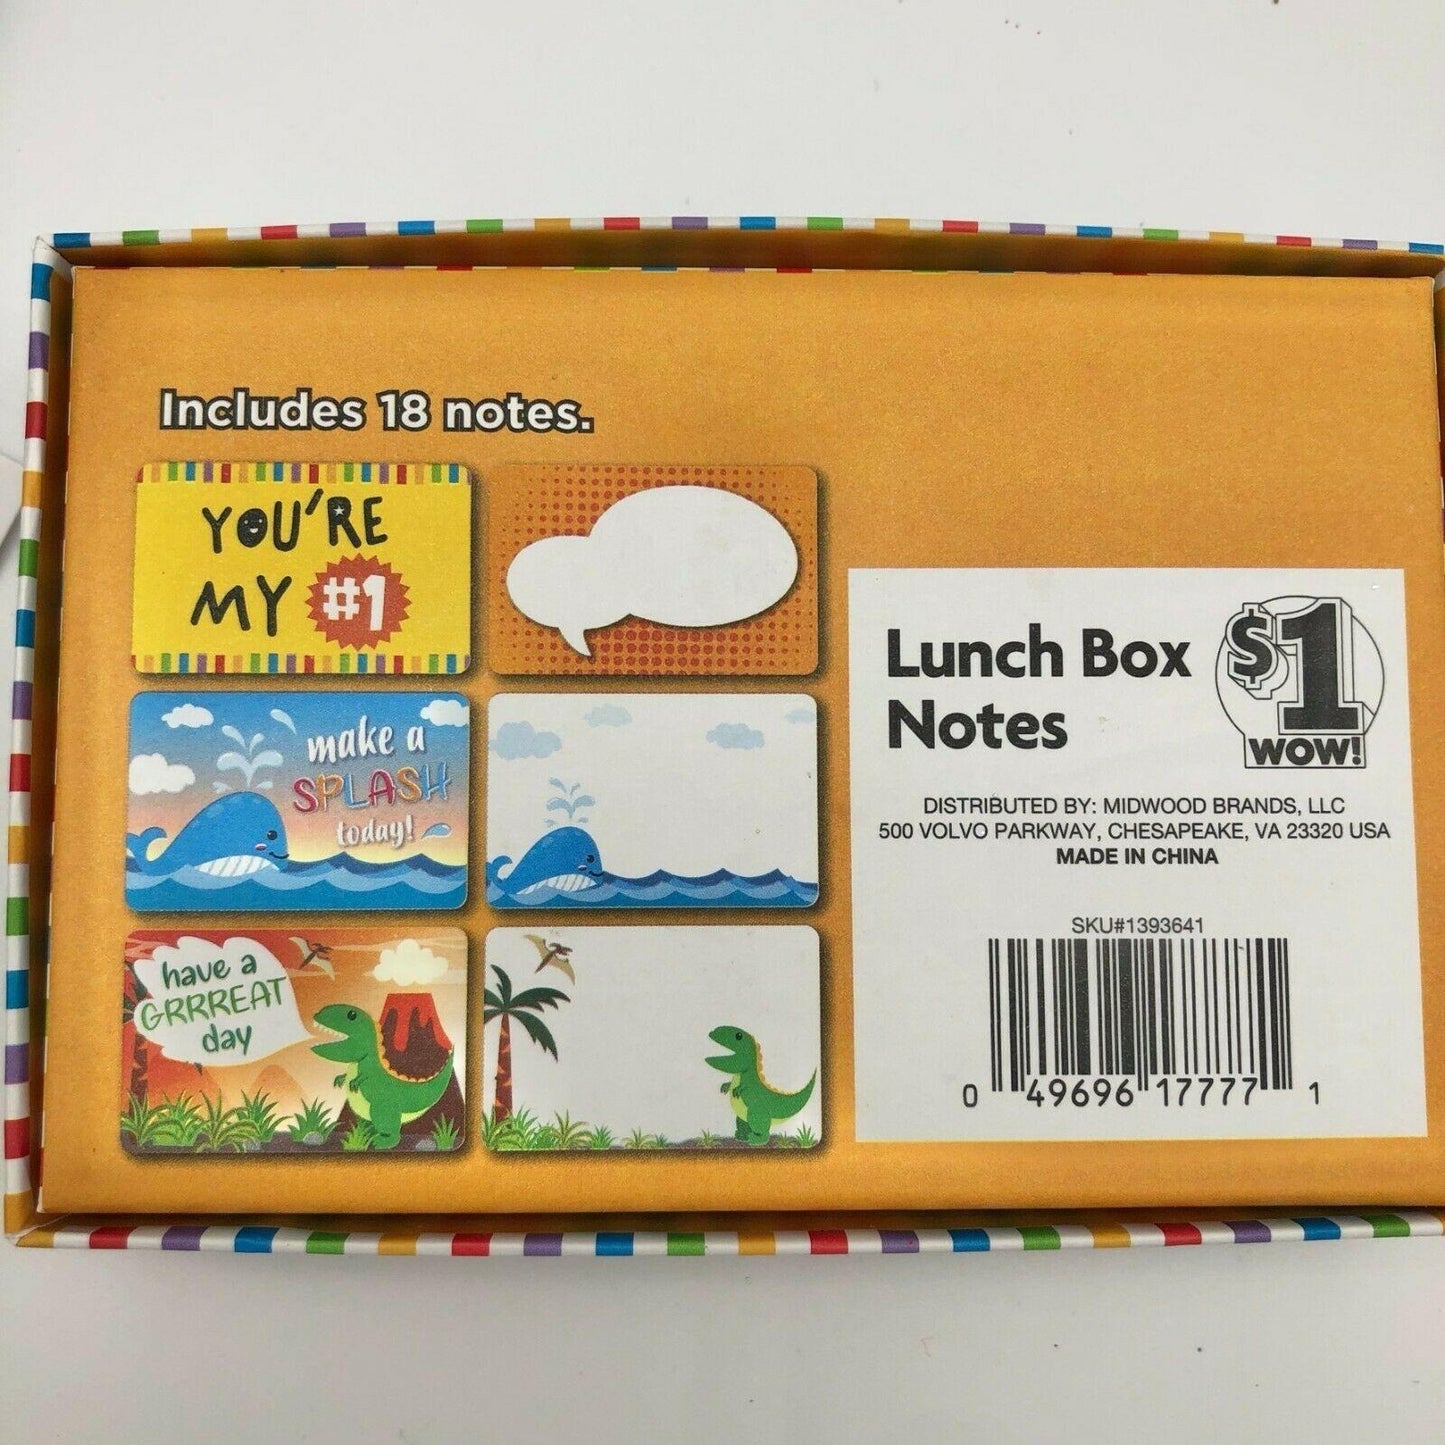 Includes 18 notes.
YOU'RE
MY #1
make a
SPLASH
today!
have a
GRRREAT
day
Lunch Box
Notes
$1
WOW!
DISTRIBUTED BY: MIDWOOD BRANDS, LLC
500 VOLVO PARKWAY, CHESAPEAKE, VA 23320 USA
MADE IN CHINA
SKU#1393641
0 49696 17777 1